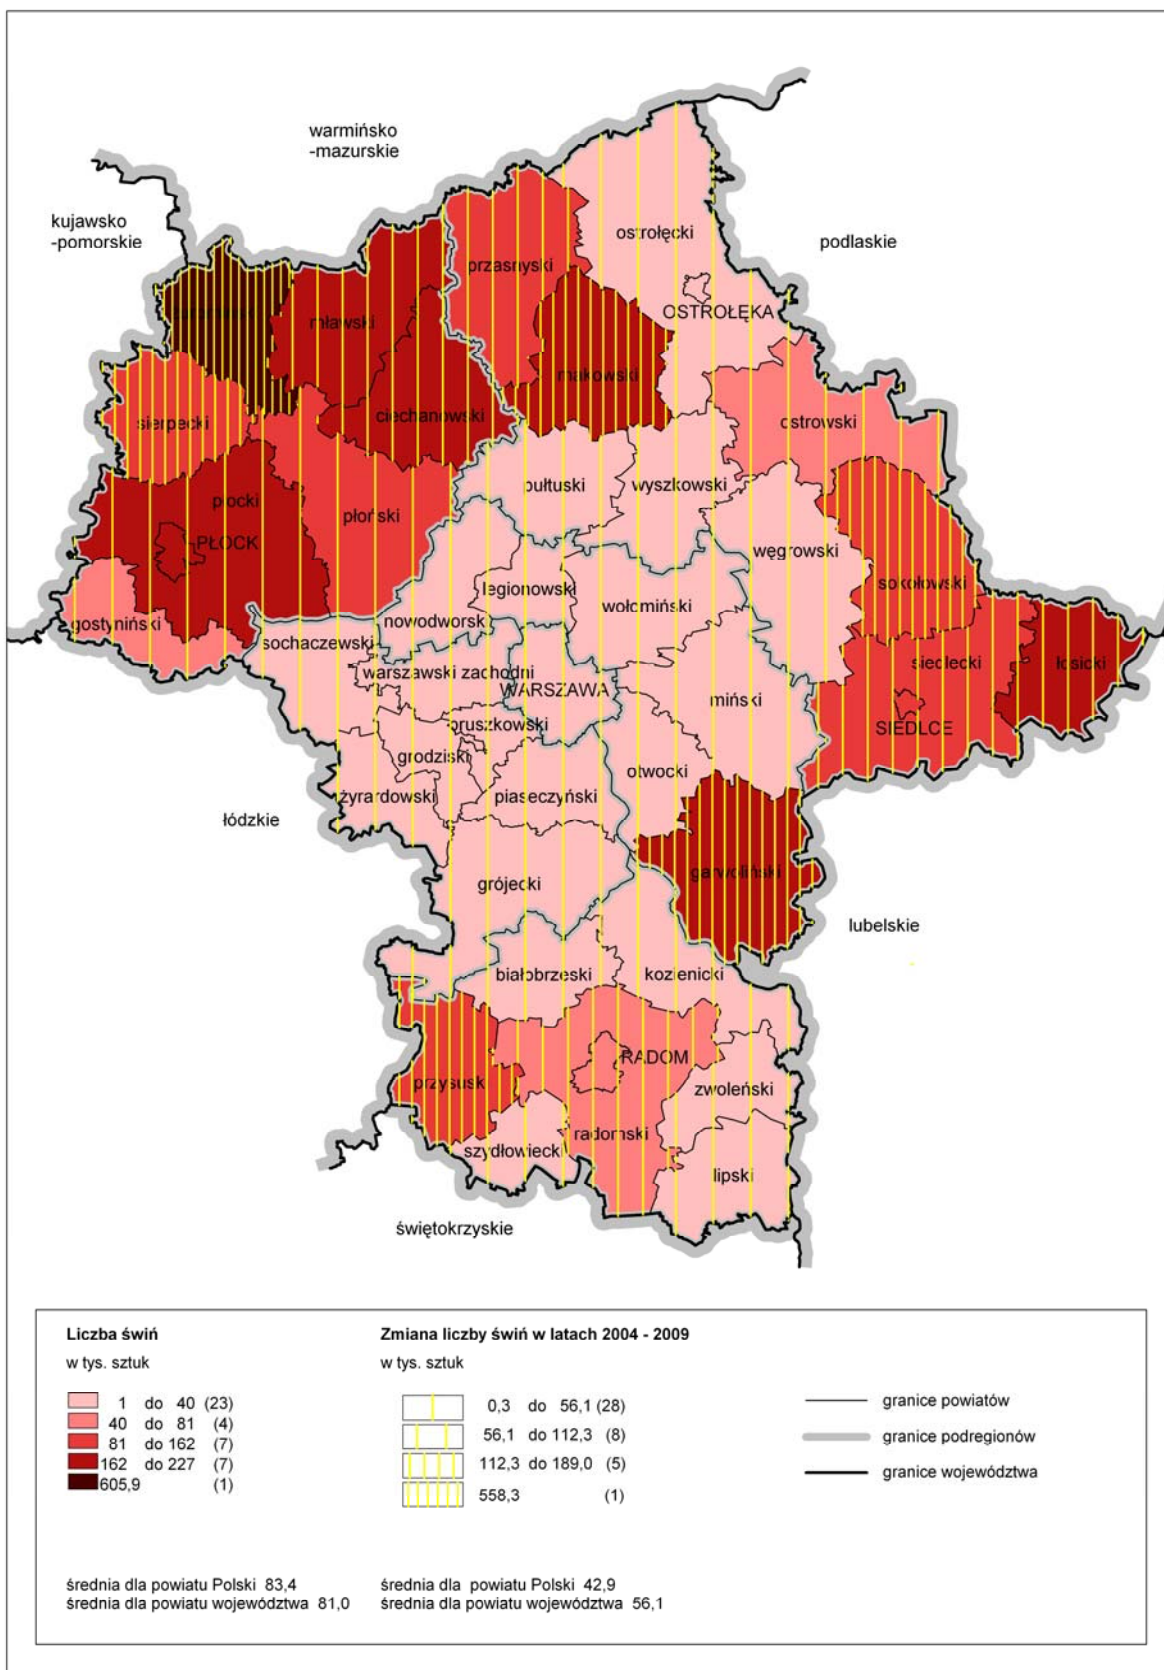 warmińsko
-mazurskie
kujawsko
-pomorskie
podlaskie
ostrołęcki
przasnyski
OSTROŁĘKA
mławski
makowski
ciechanowski
sierpecki
ostrowski
pułtuski
wyszkowski
płocki
płoński
PŁOCK
węgrowski
legionowski
wołomiński
sokołowski
gostyniński
nowodworsk
sochaczewski
siedlecki
łosicki
warszawski zachodni
WARSZAWA
miński
SIEDLCE
pruszkowski
grodziski
otwocki
żyrardowski
piaseczyński
łódzkie
garwoliński
grójecki
lubelskie
białobrzeski
kozienicki
RADOM
przysusk
zwoleński
radomski
szydłowiecki
lipski
świętokrzyskie
Liczba świń
w tys. sztuk
1 do 40 (23)
40 do 81 (4)
81 do 162 (7)
162 do 227 (7)
605,9 (1)
średnia dla powiatu Polski 83,4
średnia dla powiatu województwa 81,0
Zmiana liczby świń w latach 2004 - 2009
w tys. sztuk
0,3 do 56,1 (28)
56,1 do 112,3 (8)
112,3 do 189,0 (5)
558,3 (1)
średnia dla powiatu Polski 42,9
średnia dla powiatu województwa 56,1
granice powiatów
granice podregionów
granice województwa